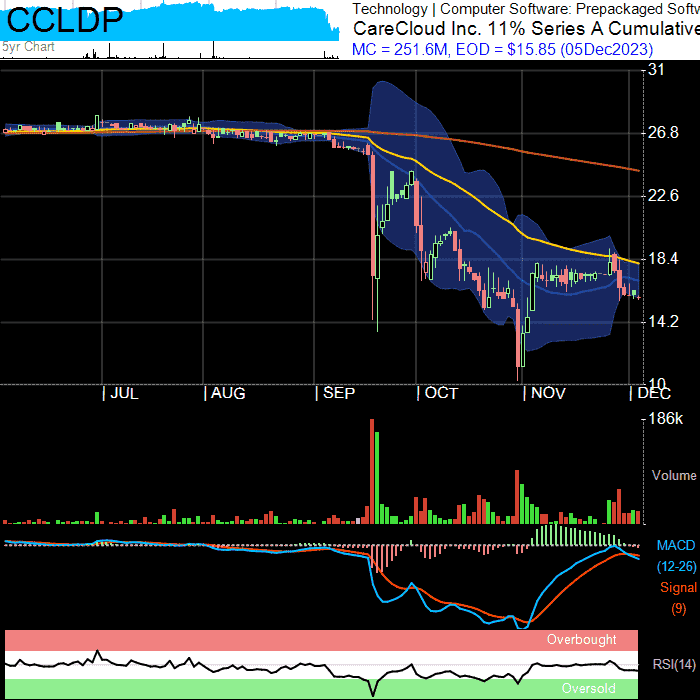 CCLDP
5yr Chart
Technology | Computer Software: Prepackaged Softw
CareCloud Inc. 11% Series A Cumulative
MC = 251.6M, EOD = $15.85 (05Dec2023)
31
26.8
22.6
18.4
14.2
10
JUL
AUG
SEP
OCT
NOV
DEC
186k
Volume
MACD
(12-26)
Signal
(9)
Overbought
RSI(14)
Oversold